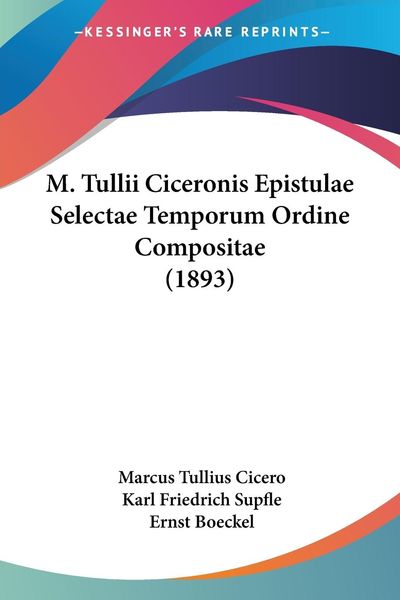 KESSINGER'S RARE REPRINTS
M. Tullii Ciceronis Epistulae
Selectae Temporum Ordine
Compositae
(1893)
Marcus Tullius Cicero
Karl Friedrich Supfle
Ernst Boeckel